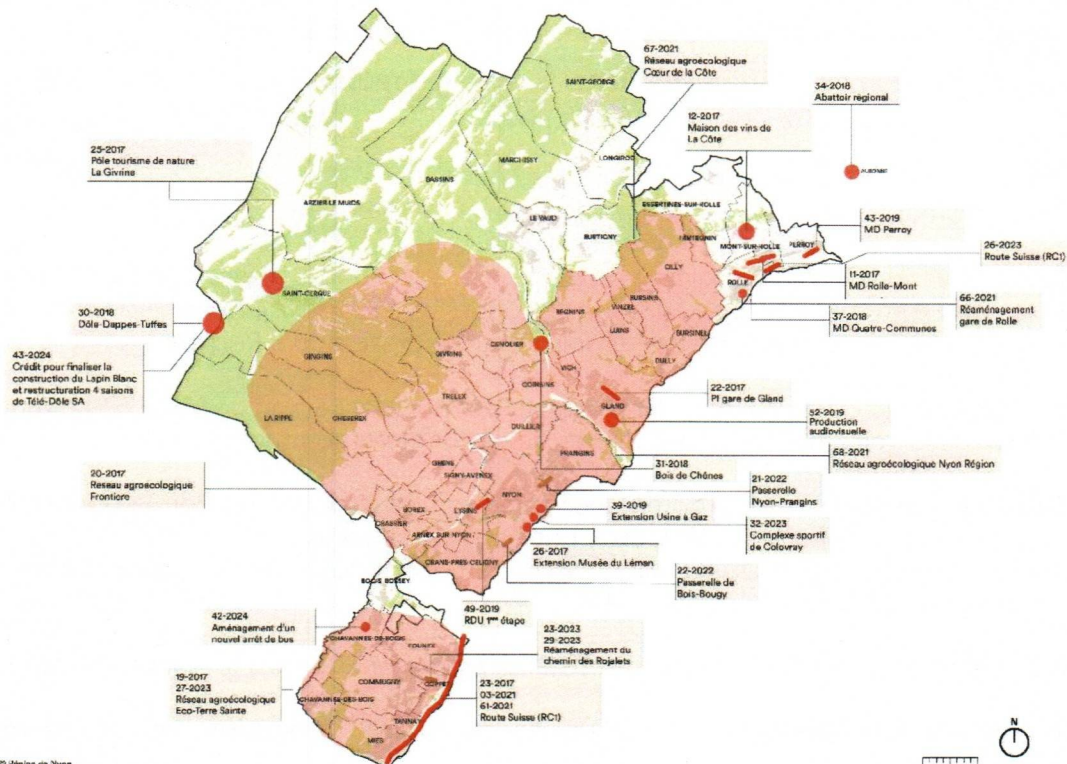 67-2021
Réseau agroécologique
Cœur de la Côte
34-2018
Abattoir régional
12-2017
Maison des vins de
La Côte
25-2017
Pôle tourisme de nature
La Givrine
43-2019
MD Perroy
26-2023
Route Suisse (RC1)
11-2017
MD Rolle-Mont
66-2021
Réaménagement
gare de Rolle
37-2018
MD Quatre-Communes
30-2018
Dôle-Dappes-Tuffes
43-2024
Crédit pour finaliser la
construction du Lapin Blanc
et restructuration 4 saisons
de Télé-Dôle SA
22-2017
PI gare de Gland
52-2019
Production
audiovisuelle
68-2021
Réseau agroécologique Nyon Région
20-2017
Réseau agroécologique
Frontière
31-2018
Bois de Chênes
21-2022
Passerelle
Nyon-Prangins
39-2019
Extension Usine à Gaz
32-2023
Complexe sportif
de Colovray
26-2017
Extension Musée du Léman
22-2022
Passerelle de
Bois-Bougy
49-2019
RDU 1ère étape
42-2024
Aménagement d'un
nouvel arrêt de bus
23-2023
29-2023
Réaménagement du
chemin des Rojalets
19-2017
27-2023
Réseau agroécologique
Eco-Terre Sainte
23-2017
03-2021
61-2021
Route Suisse (RC1)
SAINT-GEORGE
MARCHISSY
LONGIROD
BASSINS
ARZIER-LE MUIDS
LE VAUD
BURTIGNY
ESSERTINES-SUR-ROLLE
AUBONNE
MONT-SUR-ROLLE
PERROY
ROLLE
GILLY
BURSINS
VINZEL
LUINS
BURSINEL
DULLY
BEGNINS
SAINT-CERGUE
GENOLIER
GIVRINS
GINGINS
VICH
COINSINS
TRÉLEX
GLAND
LA RIPPE
CHESEREX
DUILLIER
PRANGINS
GRENS
SIGNY-AVENEX
NYON
BOREX
EYSINS
CRASSIER
ARNEX-SUR-NYON
CRANS-PRÈS-CÉLIGNY
BOGIS-BOSSEY
CHAVANNES-DE-BOGIS
FOUNEX
COMMUGNY
COPPET
CHAVANNES-DES-BOIS
TANNAY
MIES
N